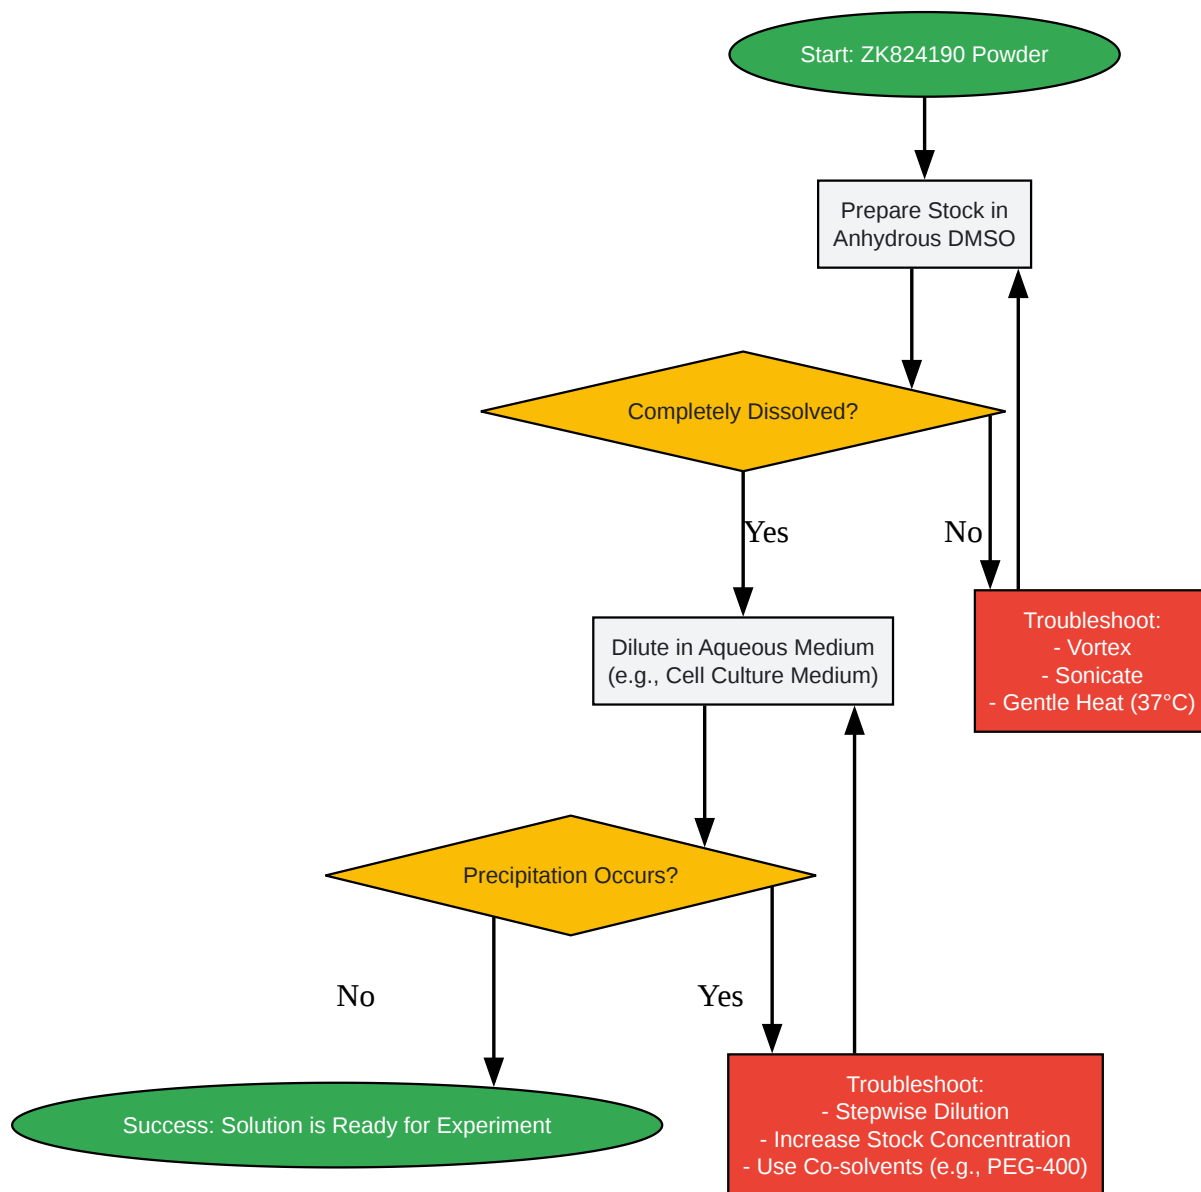 Start: ZK824190 Powder
Prepare Stock in
Anhydrous DMSO
Completely Dissolved?
Yes
No
Troubleshoot:
- Vortex
- Sonicate
- Gentle Heat (37°C)
Dilute in Aqueous Medium
(e.g., Cell Culture Medium)
Precipitation Occurs?
No
Yes
Success: Solution is Ready for Experiment
Troubleshoot:
- Stepwise Dilution
- Increase Stock Concentration
- Use Co-solvents (e.g., PEG-400)